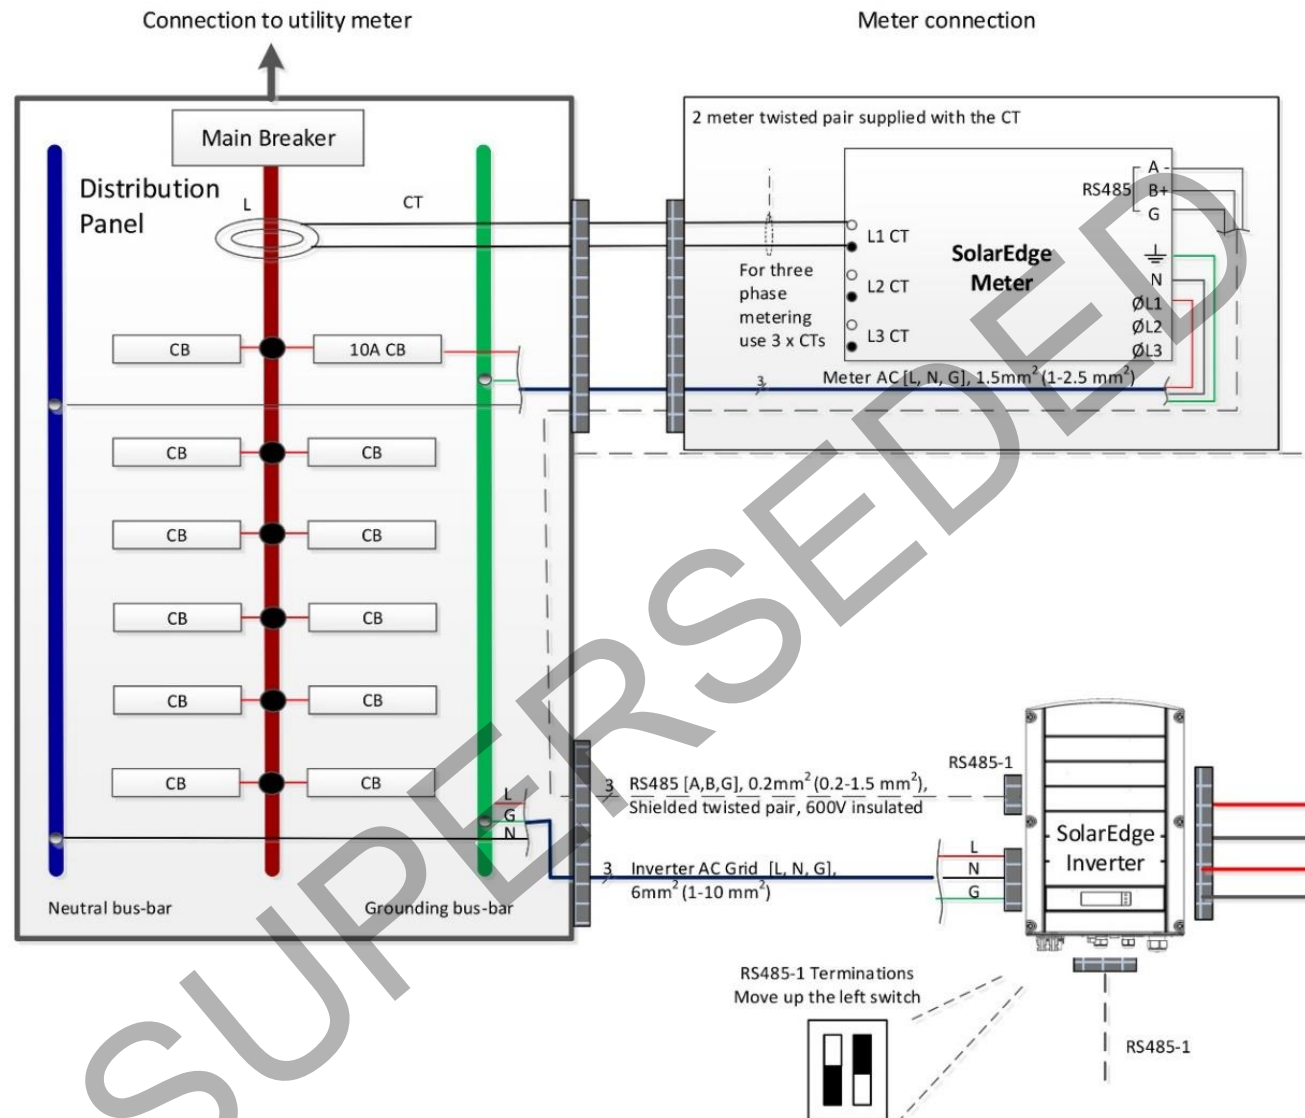 Connection to utility meter
Meter connection
Main Breaker
Distribution
Panel
L
CT
2 meter twisted pair supplied with the CT
RS485
A -
B+
G
L1 CT
L2 CT
L3 CT
SolarEdge
Meter
N
ØL1
ØL2
ØL3
For three
phase
metering
use 3 x CTs
3
Meter AC [L, N, G], 1.5mm² (1-2.5 mm²)
CB
10A CB
CB
CB
CB
CB
CB
CB
CB
CB
CB
CB
L
G
N
Neutral bus-bar
Grounding bus-bar
3
RS485 [A,B,G], 0.2mm² (0.2-1.5 mm²),
Shielded twisted pair, 600V insulated
3
Inverter AC Grid [L, N, G],
6mm² (1-10 mm²)
RS485-1
L
N
G
SolarEdge
Inverter
RS485-1 Terminations
Move up the left switch
RS485-1
SUPERSEDED